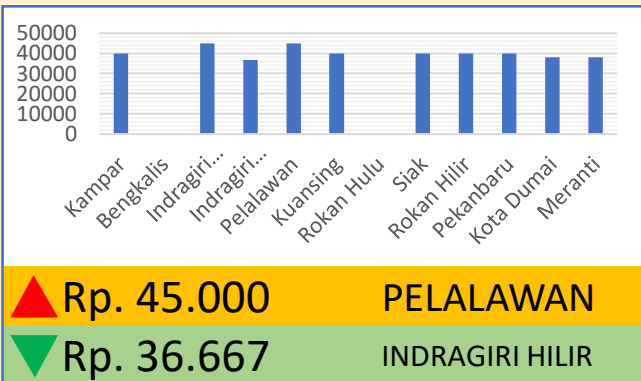 50000
40000
30000
20000
10000
0
Kampar
Bengkalis
Indragiri...
Indragiri...
Pelalawan
Kuansing
Rokan Hulu
Siak
Rokan Hilir
Pekanbaru
Kota Dumai
Meranti
Rp. 45.000 PELALAWAN
Rp. 36.667 INDRAGIRI HILIR